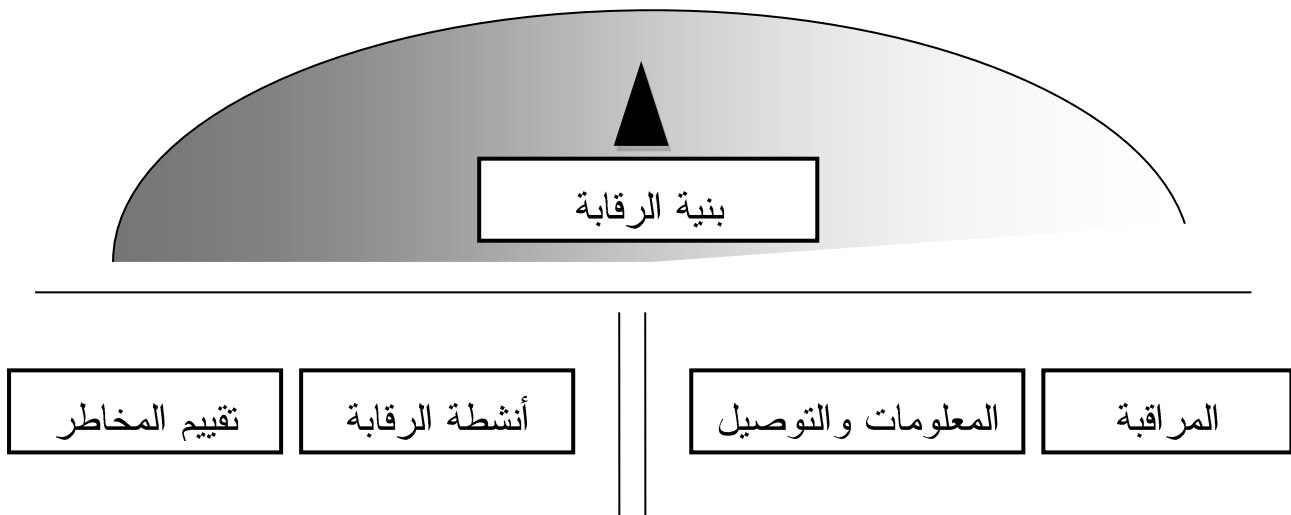 بنية الرقابة
المراقبة
المعلومات والتوصيل
أنشطة الرقابة
تقييم المخاطر